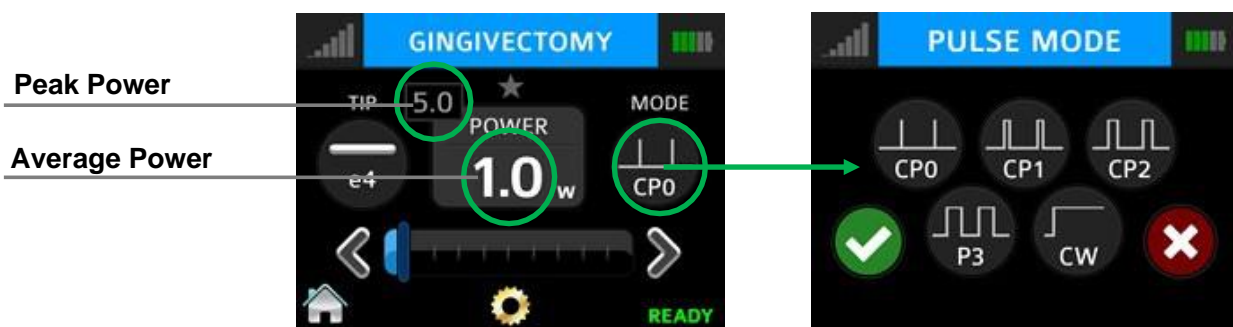 GINGIVECTOMY
PULSE MODE
Peak Power
TIP
5.0
MODE
POWER
Average Power
e4
1.0 w
CP0
CP0
CP1
CP2
P3
CW
READY